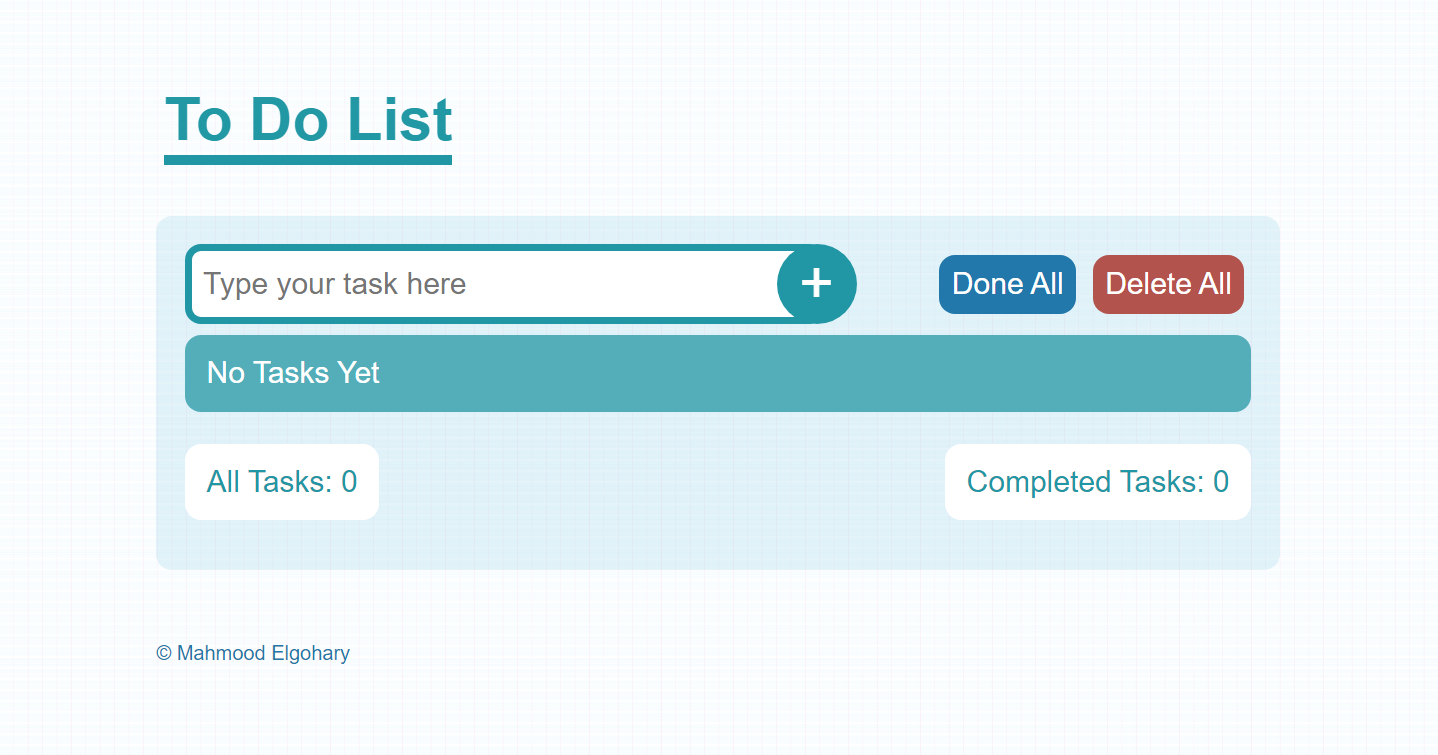 To Do List
Type your task here
+
Done All
Delete All
No Tasks Yet
All Tasks: 0
Completed Tasks: 0
© Mahmood Elgohary